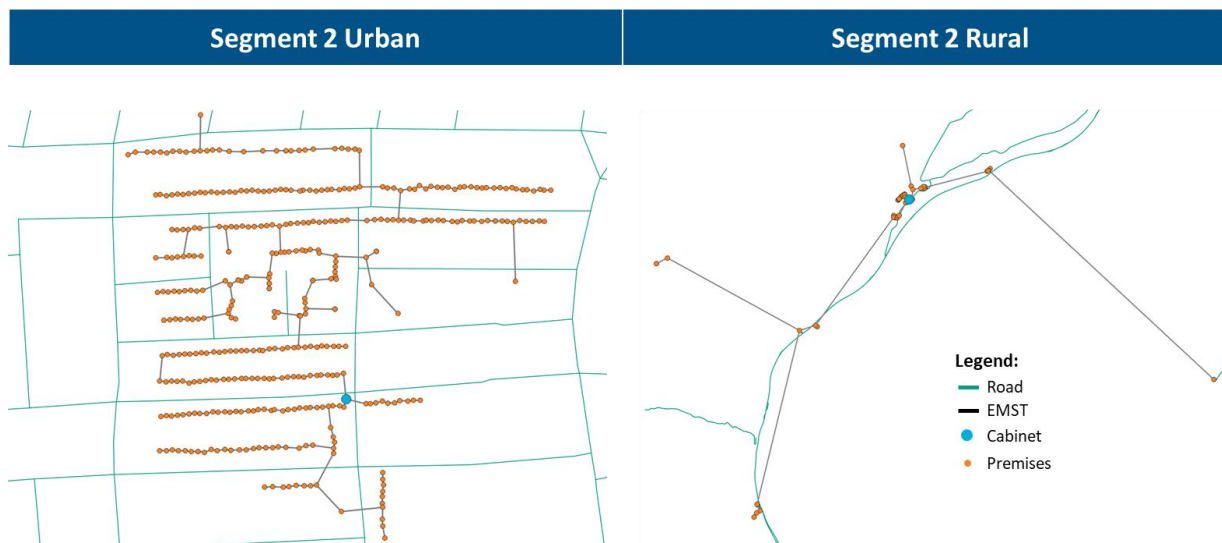 Segment 2 Urban
Segment 2 Rural
Legend:
Road
EMST
Cabinet
Premises